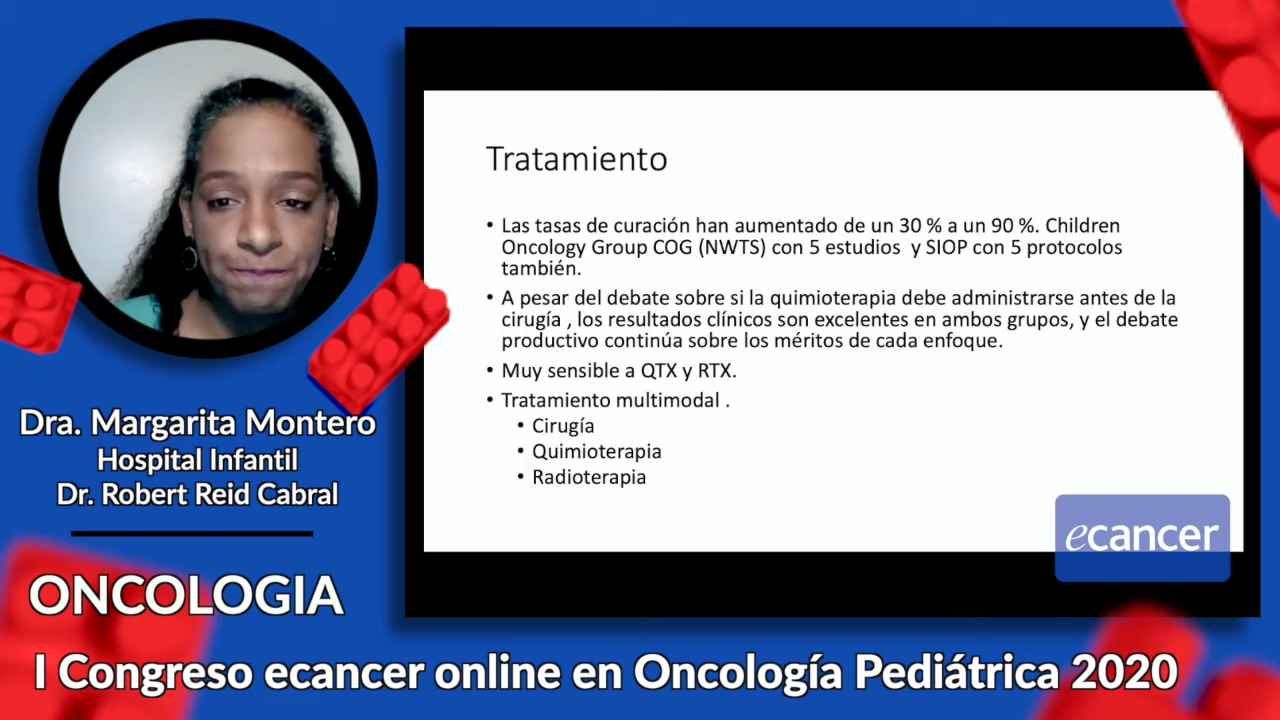 Tratamiento
• Las tasas de curación han aumentado de un 30 % a un 90 %. Children
Oncology Group COG (NWTS) con 5 estudios y SIOP con 5 protocolos
también.
• A pesar del debate sobre si la quimioterapia debe administrarse antes de la
cirugía , los resultados clínicos son excelentes en ambos grupos, y el debate
productivo continúa sobre los méritos de cada enfoque.
• Muy sensible a QTX y RTX.
• Tratamiento multimodal .
• Cirugía
• Quimioterapia
• Radioterapia
ecancer
Dra. Margarita Montero
Hospital Infantil
Dr. Robert Reid Cabral
ONCOLOGIA
I Congreso ecancer online en Oncología Pediátrica 2020